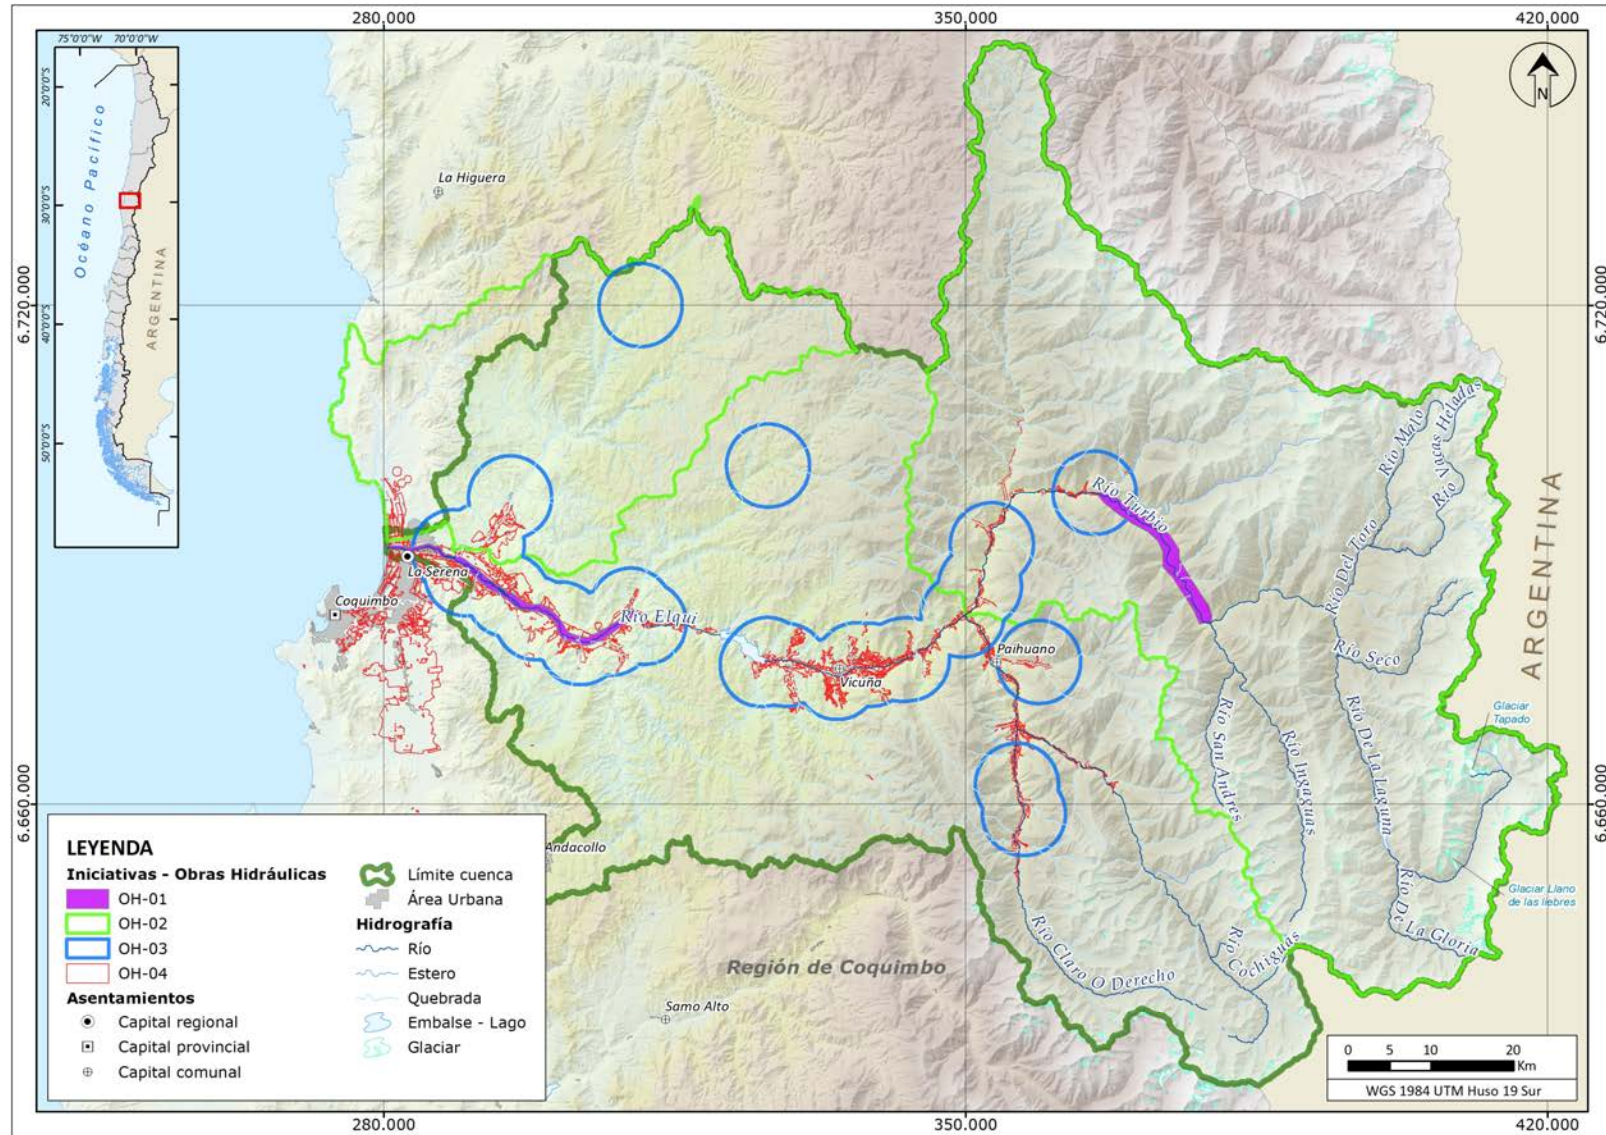 280.000
350.000
420.000
75°0'0"W
70°0'0"W
20°0'0"S
30°0'0"S
40°0'0"S
50°0'0"S
Océano Pacífico
ARGENTINA
N
6.720.000
6.720.000
6.660.000
6.660.000
La Higuera
La Serena
Coquimbo
Río Elqui
Vicuña
Paihuano
Río Turbio
Río Malo
Río Vacas Heladas
Río Del Toro
Río Seco
Río De La Laguna
Río San Andres
Río Ingaguas
Glaciar
Tapado
Glaciar Llano
de las liebres
Río De La Gloria
Río Cochiguas
Río Claro O Derecho
ARGENTINA
Andacollo
Región de Coquimbo
Samo Alto
LEYENDA
Iniciativas - Obras Hidráulicas
OH-01
OH-02
OH-03
OH-04
Asentamientos
Capital regional
Capital provincial
Capital comunal
Límite cuenca
Área Urbana
Hidrografía
Río
Estero
Quebrada
Embalse - Lago
Glaciar
0 5 10 20
Km
WGS 1984 UTM Huso 19 Sur
280.000
350.000
420.000